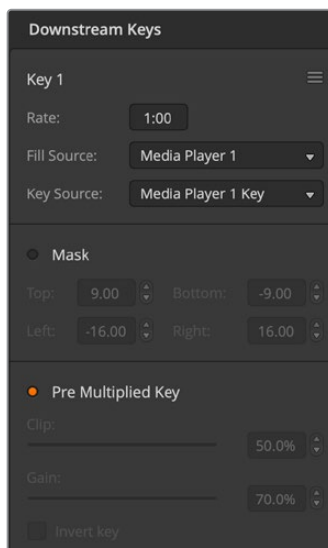 Downstream Keys
Key 1
Rate: 1:00
Fill Source: Media Player 1
Key Source: Media Player 1 Key
Mask
Top: 9.00 Bottom: -9.00
Left: -16.00 Right: 16.00
Pre Multiplied Key
Clip:
50.0%
Gain:
70.0%
Invert key